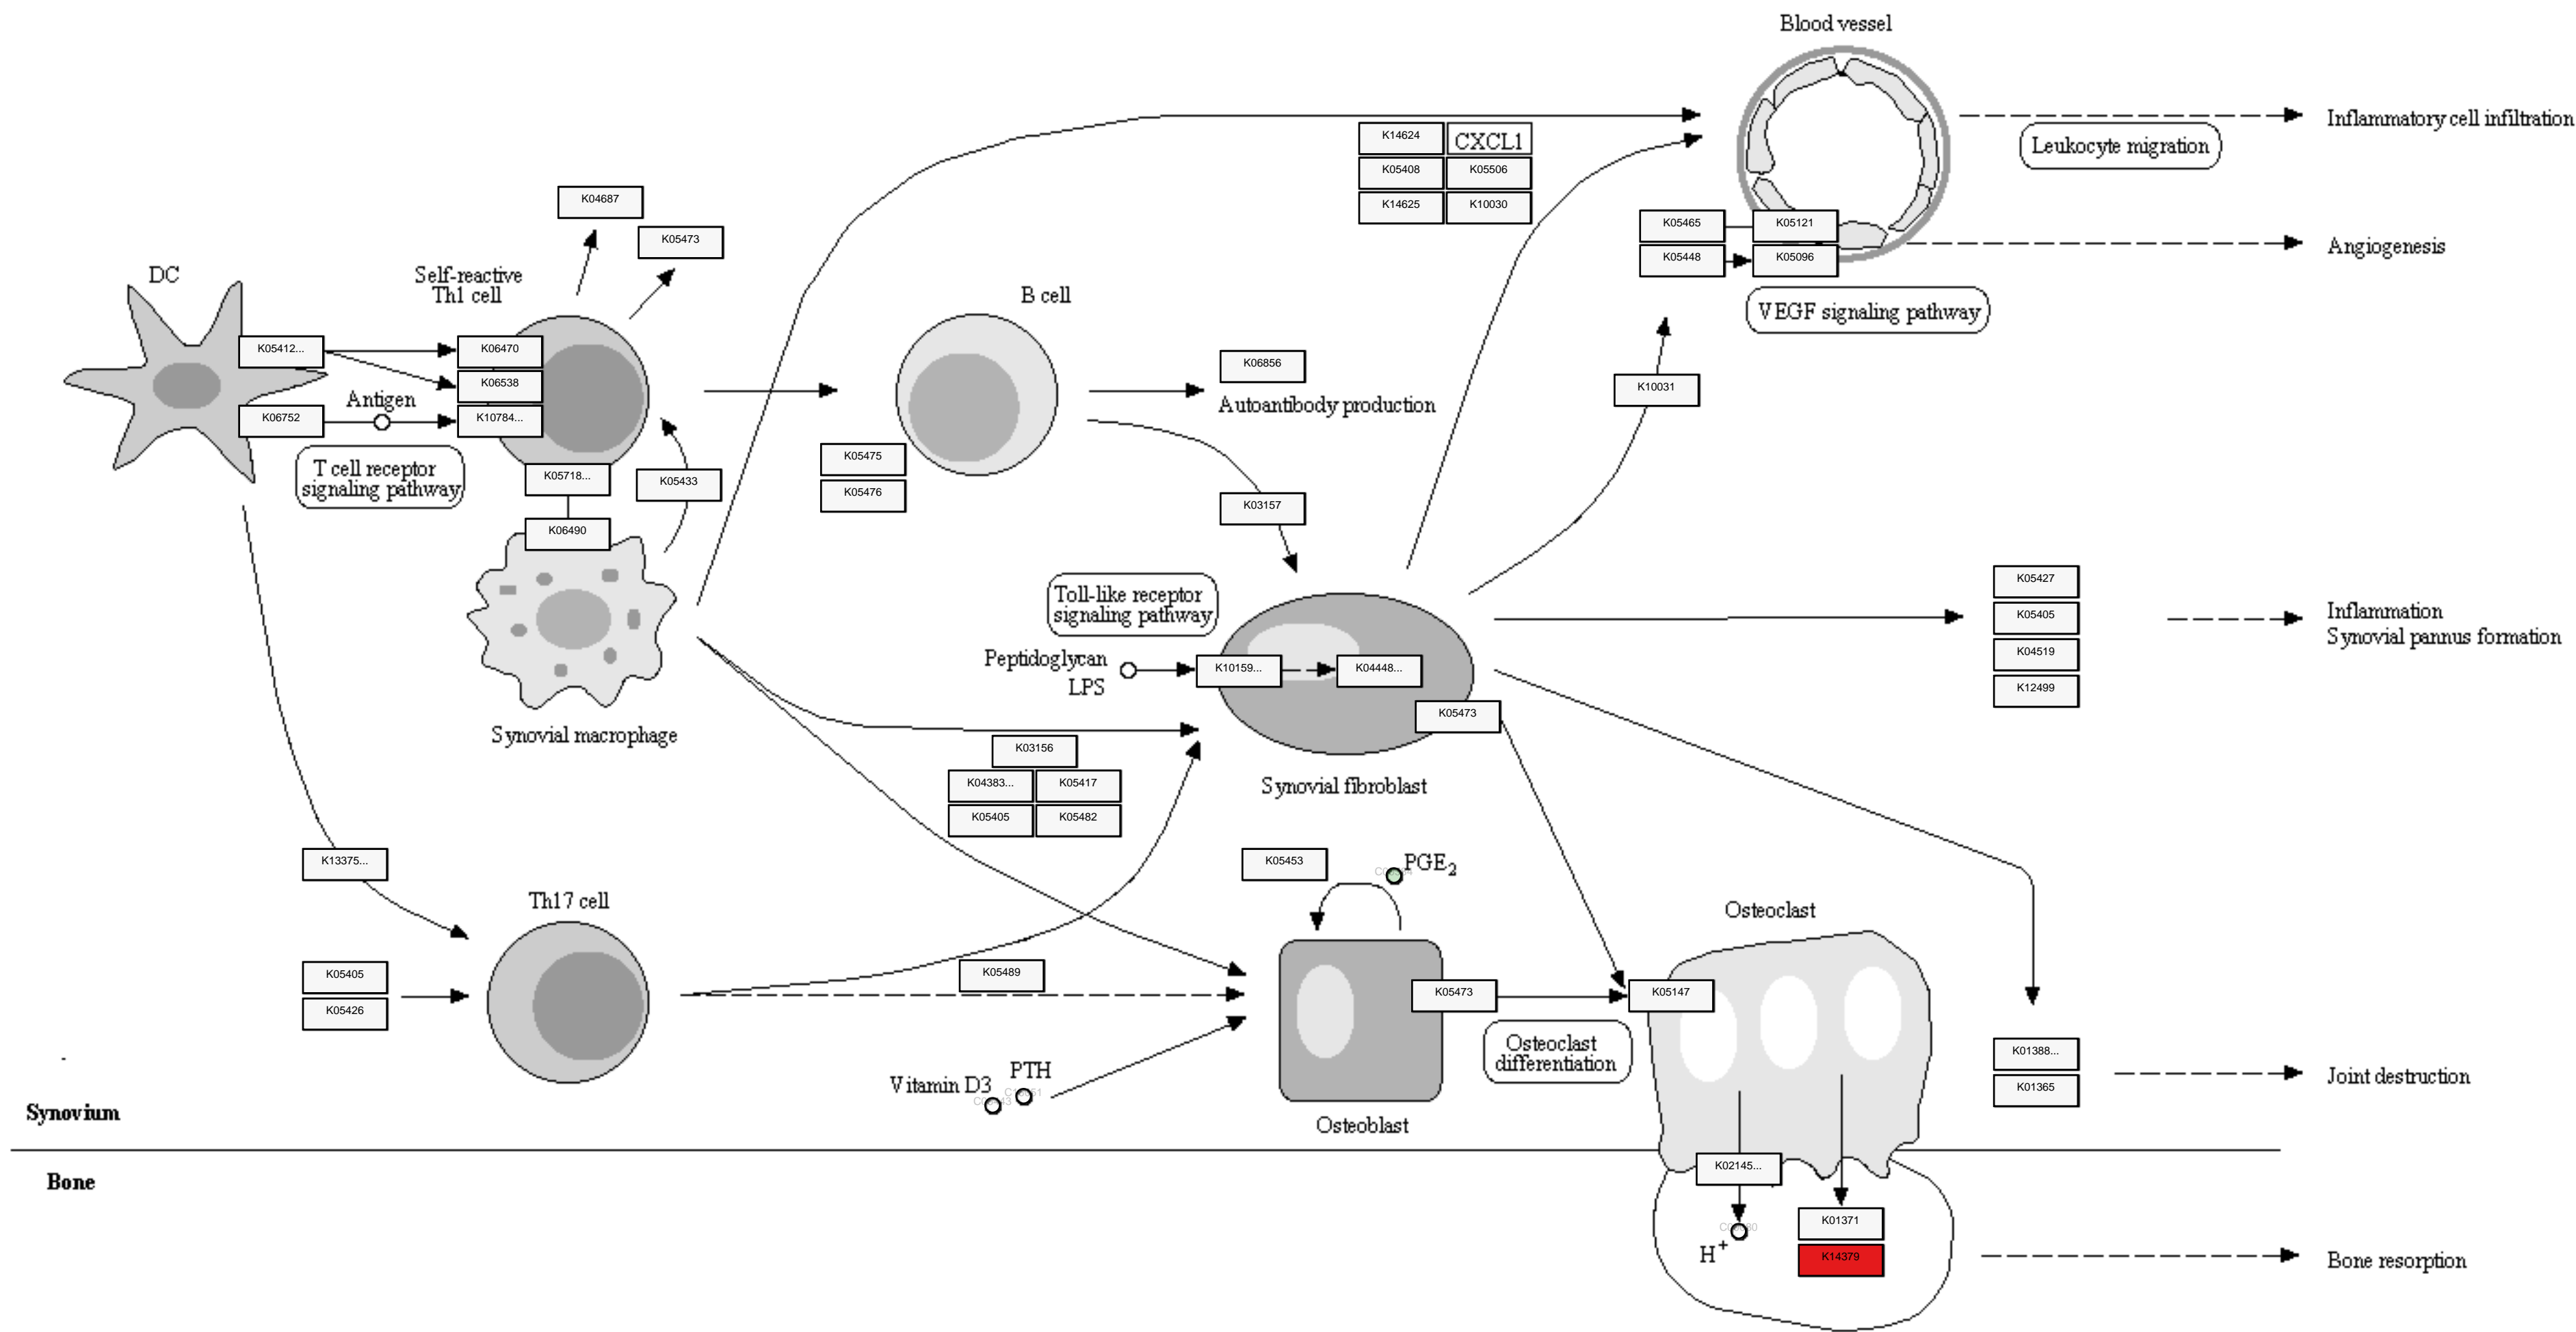 Blood vessel
K14624
CXCL1
K05408
K05506
K14625
K10030
Inflammatory cell infiltration
Leukocyte migration
K04687
K05473
K05465
K05121
K05448
K05096
Angiogenesis
VEGF signaling pathway
DC
Self-reactive
Th1 cell
B cell
K05412...
K06470
K06538
K06752
Antigen
K10784...
T cell receptor
signaling pathway
K05718...
K05433
K06490
K05475
K05476
K06856
Autoantibody production
K10031
K03157
Synovial macrophage
Toll-like receptor
signaling pathway
Peptidoglycan
LPS
K10159...
K04448...
K05473
Synovial fibroblast
K05427
K05405
K04519
K12499
Inflammation
Synovial pannus formation
K03156
K04383...
K05417
K05405
K05482
K13375...
Th17 cell
K05405
K05426
K05489
K05453
PGE2
Osteoclast
K05473
K05147
Osteoclast
differentiation
Vitamin D3
PTH
Osteoblast
K01388...
K01365
Joint destruction
Synovium
Bone
K02145...
H+
K01371
K14379
Bone resorption